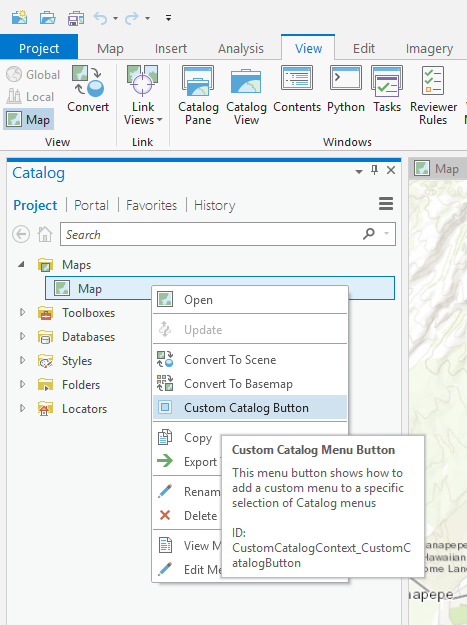 Project Map Insert Analysis View Edit Imagery
Global
Local
Map
Convert
Link
Views
Catalog
Pane
Catalog
View
Contents
Python
Tasks
Reviewer
Rules
View
Link
Windows
Catalog
Project Portal Favorites History
Search
Maps
Map
Toolboxes
Databases
Styles
Folders
Locators
Open
Update
Convert To Scene
Convert To Basemap
Custom Catalog Button
Copy
Export
Renam
Delete
View M
Edit Me
Custom Catalog Menu Button
This menu button shows how to
add a custom menu to a specific
selection of Catalog menus
ID:
CustomCatalogContext_CustomC
atalogButton
Map
anapepe
Hawaiian
ome Lan
apepe